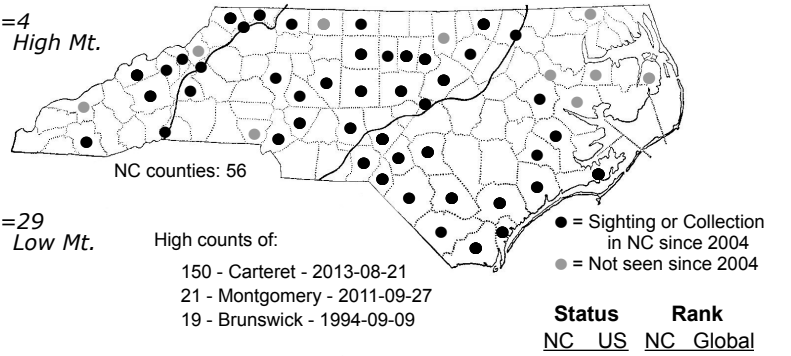 =4
High Mt.
NC counties: 56
=29
Low Mt.
High counts of:
150 - Carteret - 2013-08-21
21 - Montgomery - 2011-09-27
19 - Brunswick - 1994-09-09
= Sighting or Collection
in NC since 2004
= Not seen since 2004
Status Rank
NC US NC Global